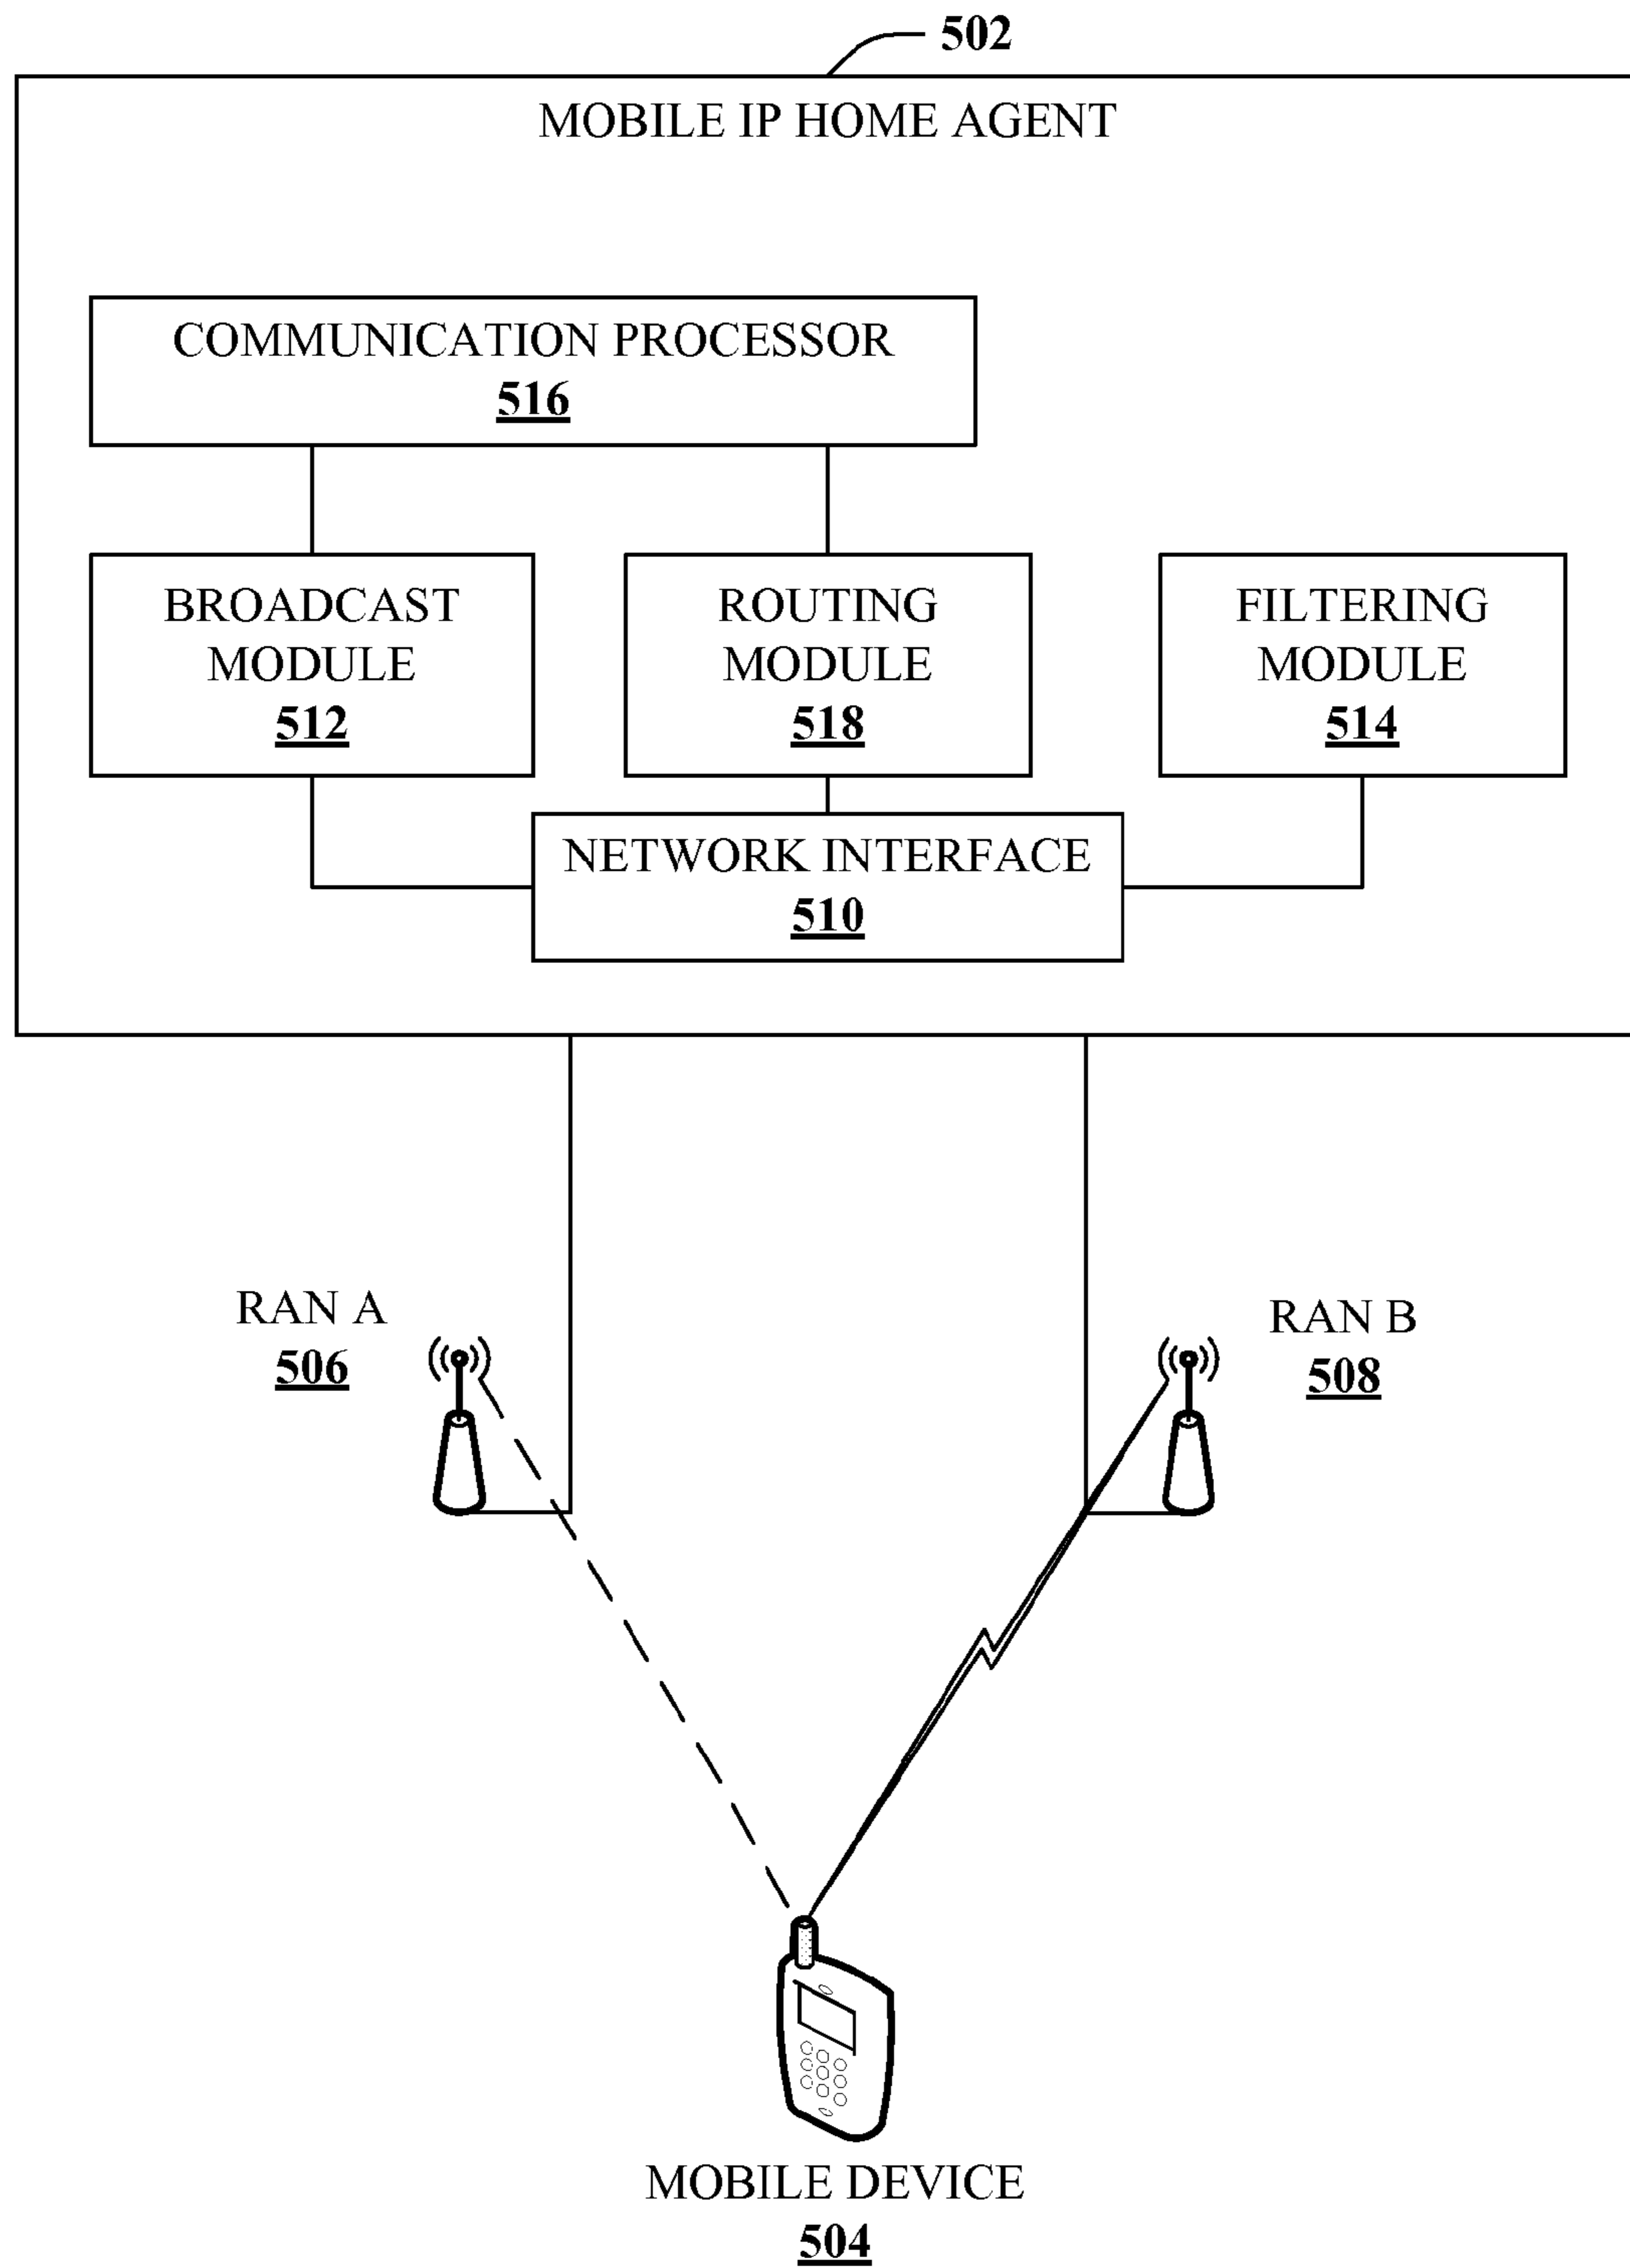 502
MOBILE IP HOME AGENT
COMMUNICATION PROCESSOR
516
BROADCAST
MODULE
512
ROUTING
MODULE
518
FILTERING
MODULE
514
NETWORK INTERFACE
510
RAN A
506
RAN B
508
MOBILE DEVICE
504